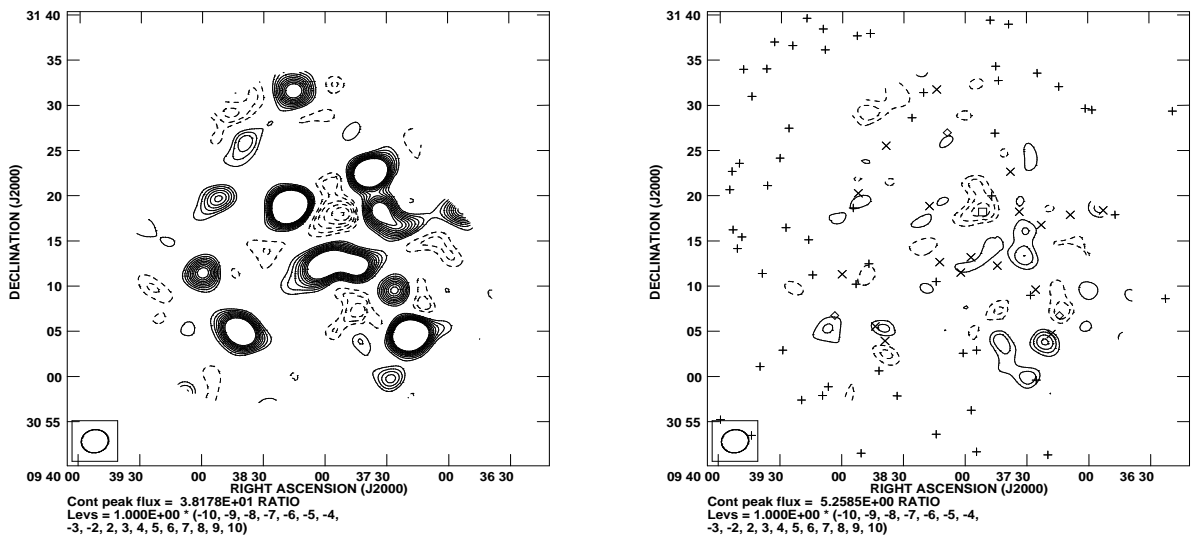 31 40
35
30
25
20
15
10
05
00
30 55
DECLINATION (J2000)
09 40 00
39 30
00
38 30
00
37 30
00
36 30
RIGHT ASCENSION (J2000)
Cont peak flux = 3.8178E+01 RATIO
Levs = 1.000E+00 * (-10, -9, -8, -7, -6, -5, -4,
-3, -2, 2, 3, 4, 5, 6, 7, 8, 9, 10)
31 40
35
30
25
20
15
10
05
00
30 55
DECLINATION (J2000)
09 40 00
39 30
00
38 30
00
37 30
00
36 30
RIGHT ASCENSION (J2000)
Cont peak flux = 5.2585E+00 RATIO
Levs = 1.000E+00 * (-10, -9, -8, -7, -6, -5, -4,
-3, -2, 2, 3, 4, 5, 6, 7, 8, 9, 10)